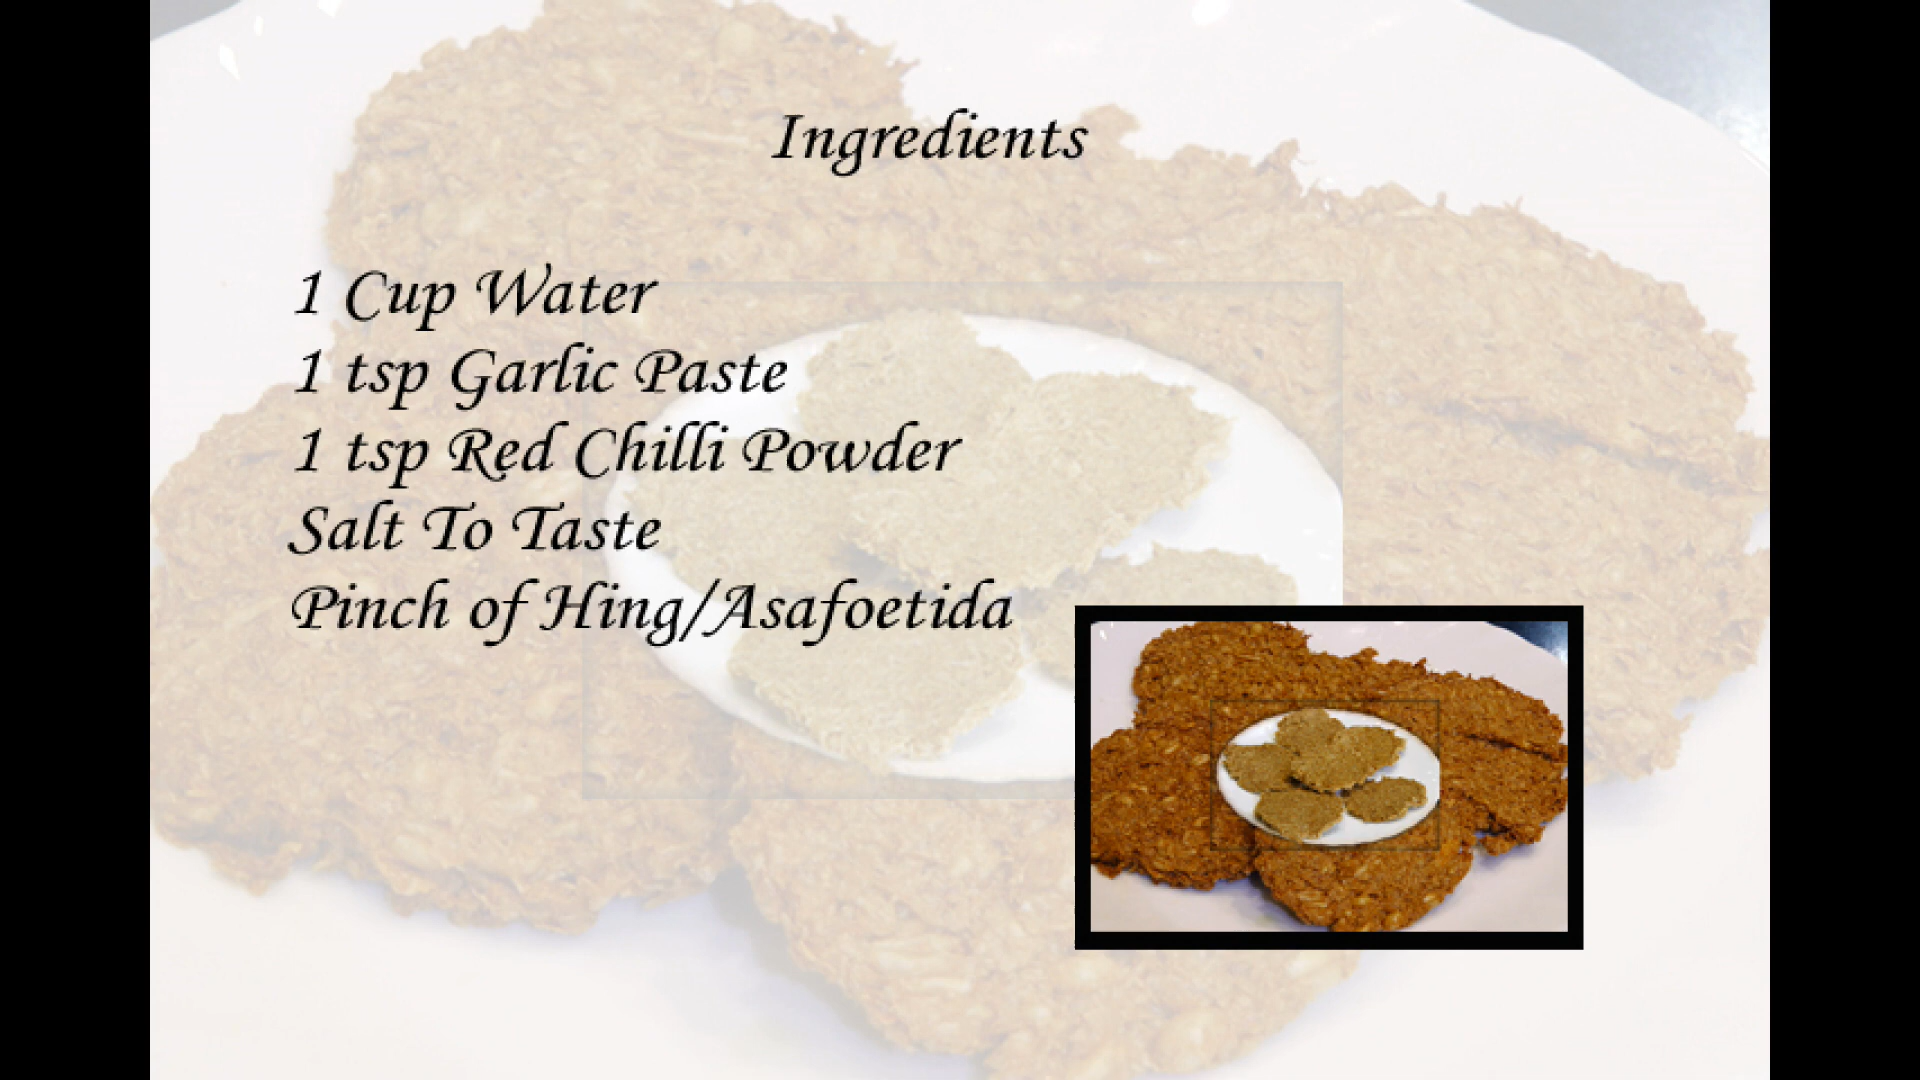 Ingredients
1 Cup Water
1 tsp Garlic Paste
1 tsp Red Chilli Powder
Salt To Taste
Pinch of Hing/Asafoetida